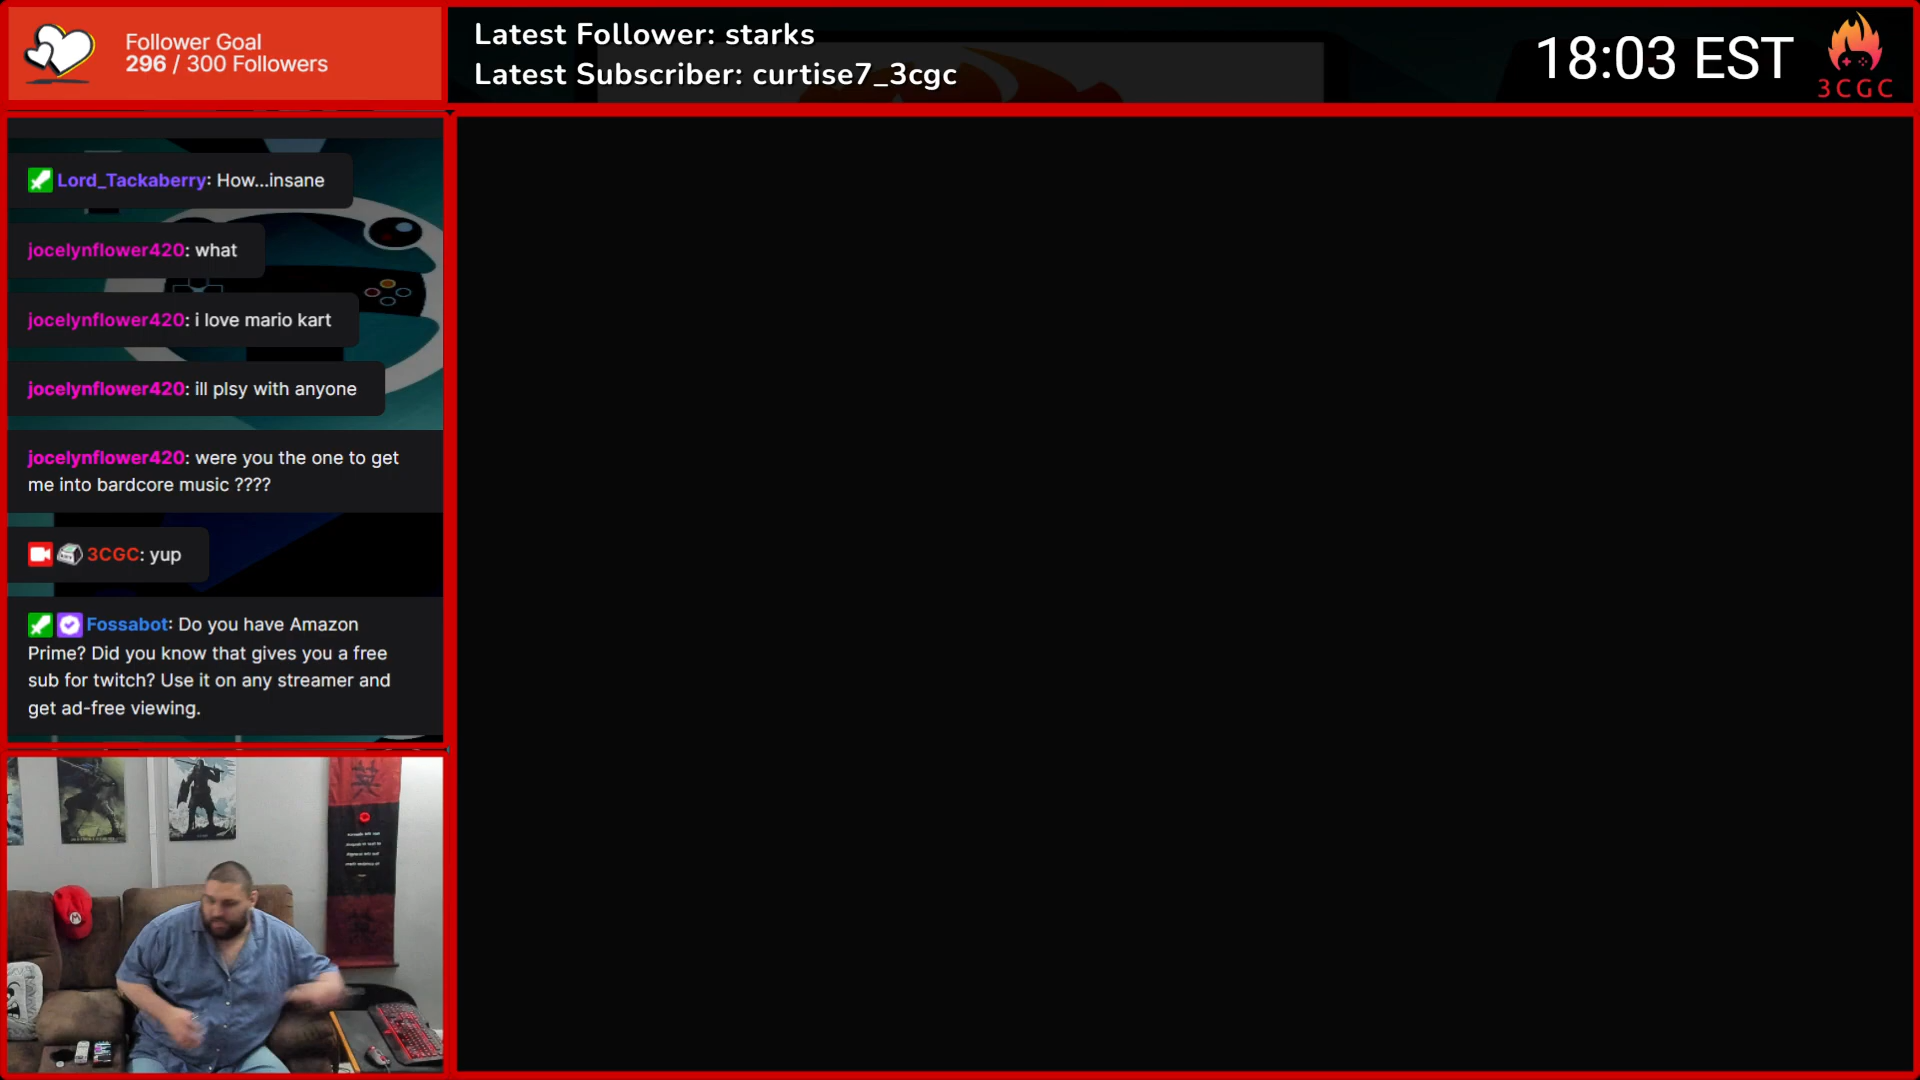 Follower Goal
296 / 300 Followers
Latest Follower: starks
Latest Subscriber: curtise7_3cgc
18:03 EST
3CGC
Lord_Tackaberry: How...insane
jocelynflower420: what
jocelynflower420: i love mario kart
jocelynflower420: ill plsy with anyone
jocelynflower420: were you the one to get
me into bardcore music ????
3CGC: yup
Fossabot: Do you have Amazon
Prime? Did you know that gives you a free
sub for twitch? Use it on any streamer and
get ad-free viewing.